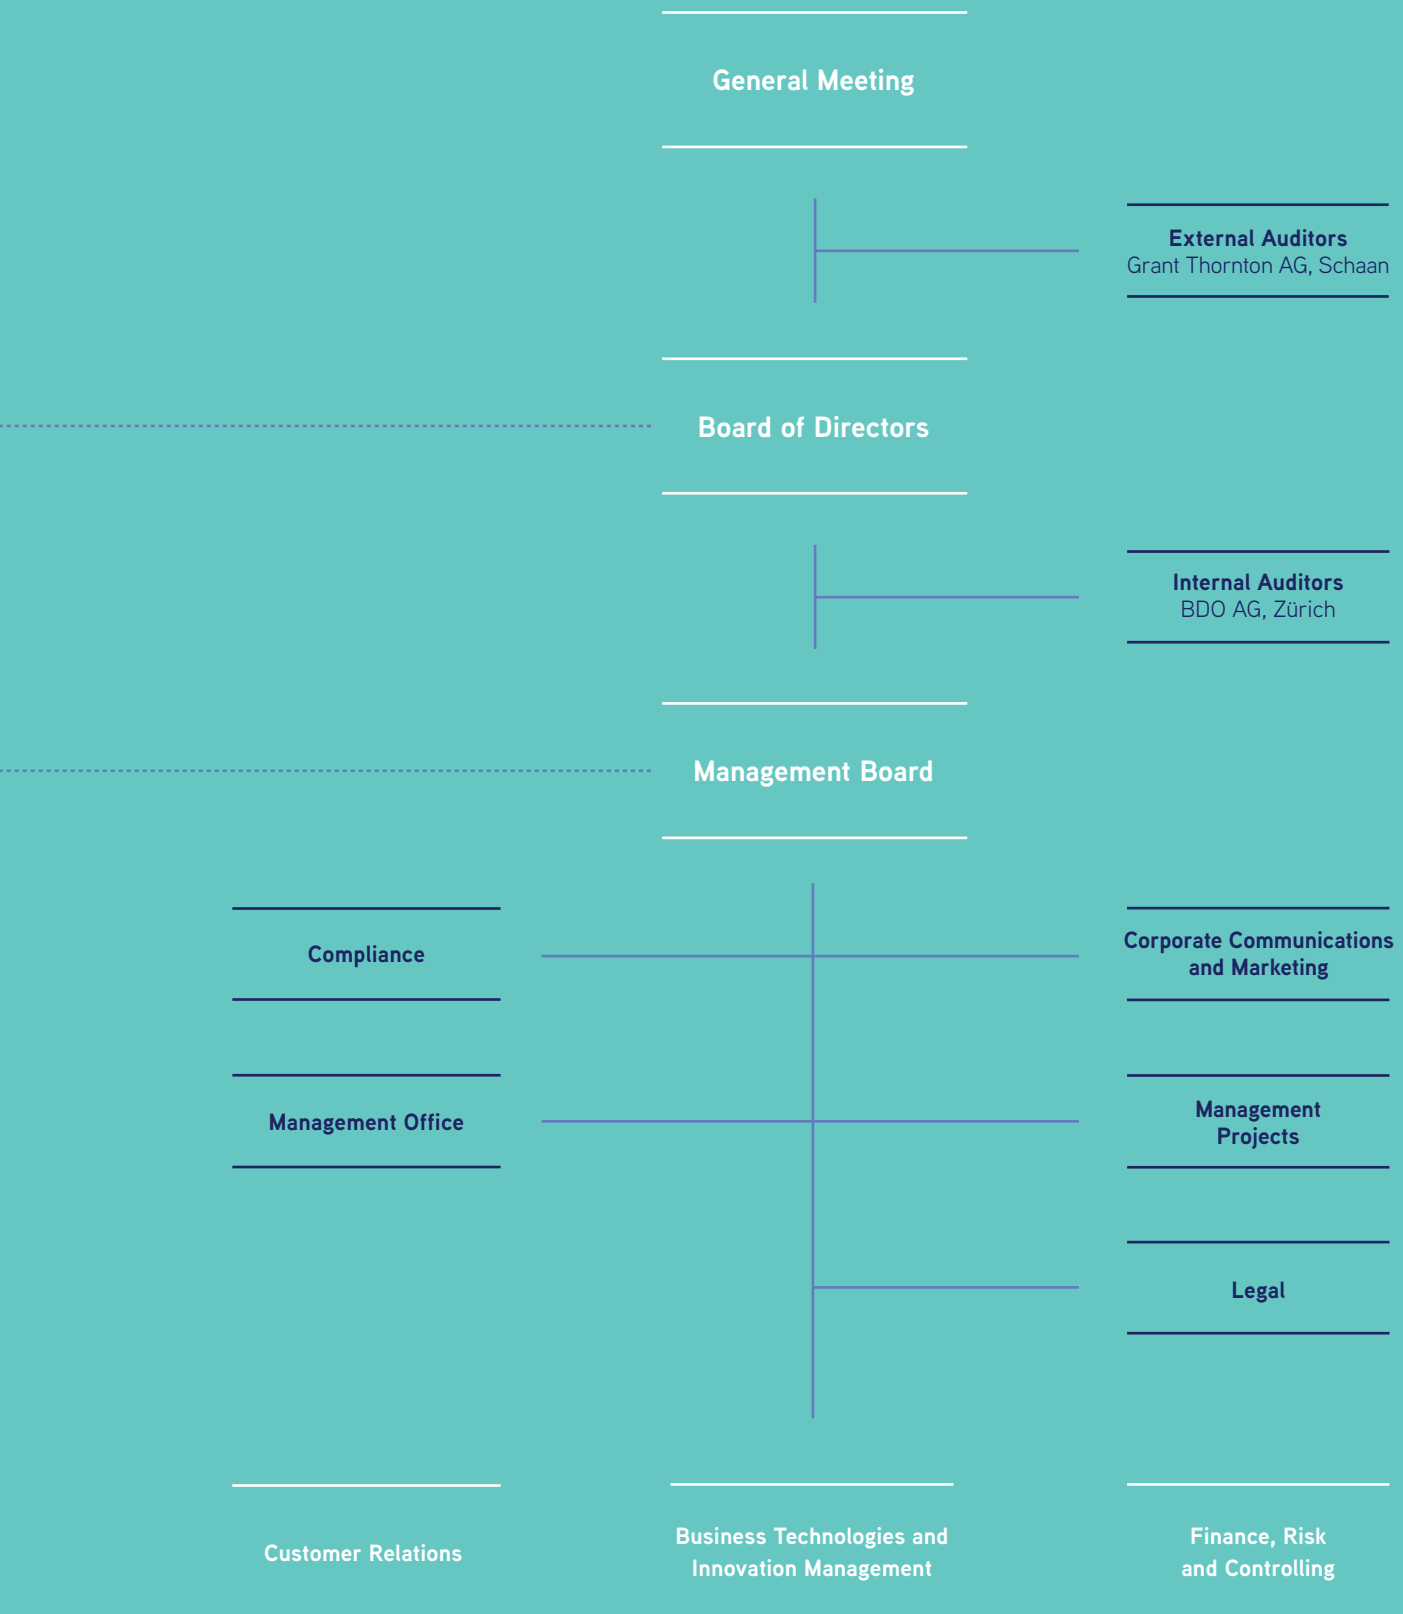 General Meeting
External Auditors
Grant Thornton AG, Schaan
Board of Directors
Internal Auditors
BDO AG, Zürich
Management Board
Compliance
Corporate Communications
and Marketing
Management Office
Management
Projects
Legal
Customer Relations
Business Technologies and
Innovation Management
Finance, Risk
and Controlling